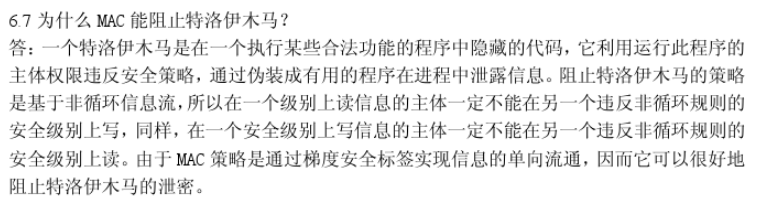 6.7 为什么 MAC 能阻止特洛伊木马？
答：一个特洛伊木马是在一个执行某些合法功能的程序中隐藏的代码，它利用运行此程序的
主体权限违反安全策略，通过伪装成有用的程序在进程中泄露信息。阻止特洛伊木马的策略
是基于非循环信息流，所以在一个级别上读信息的主体一定不能在另一个违反非循环规则的
安全级别上写，同样，在一个安全级别上写信息的主体一定不能在另一个违反非循环规则的
安全级别上读。由于 MAC 策略是通过梯度安全标签实现信息的单向流通，因而它可以很好地
阻止特洛伊木马的泄密。